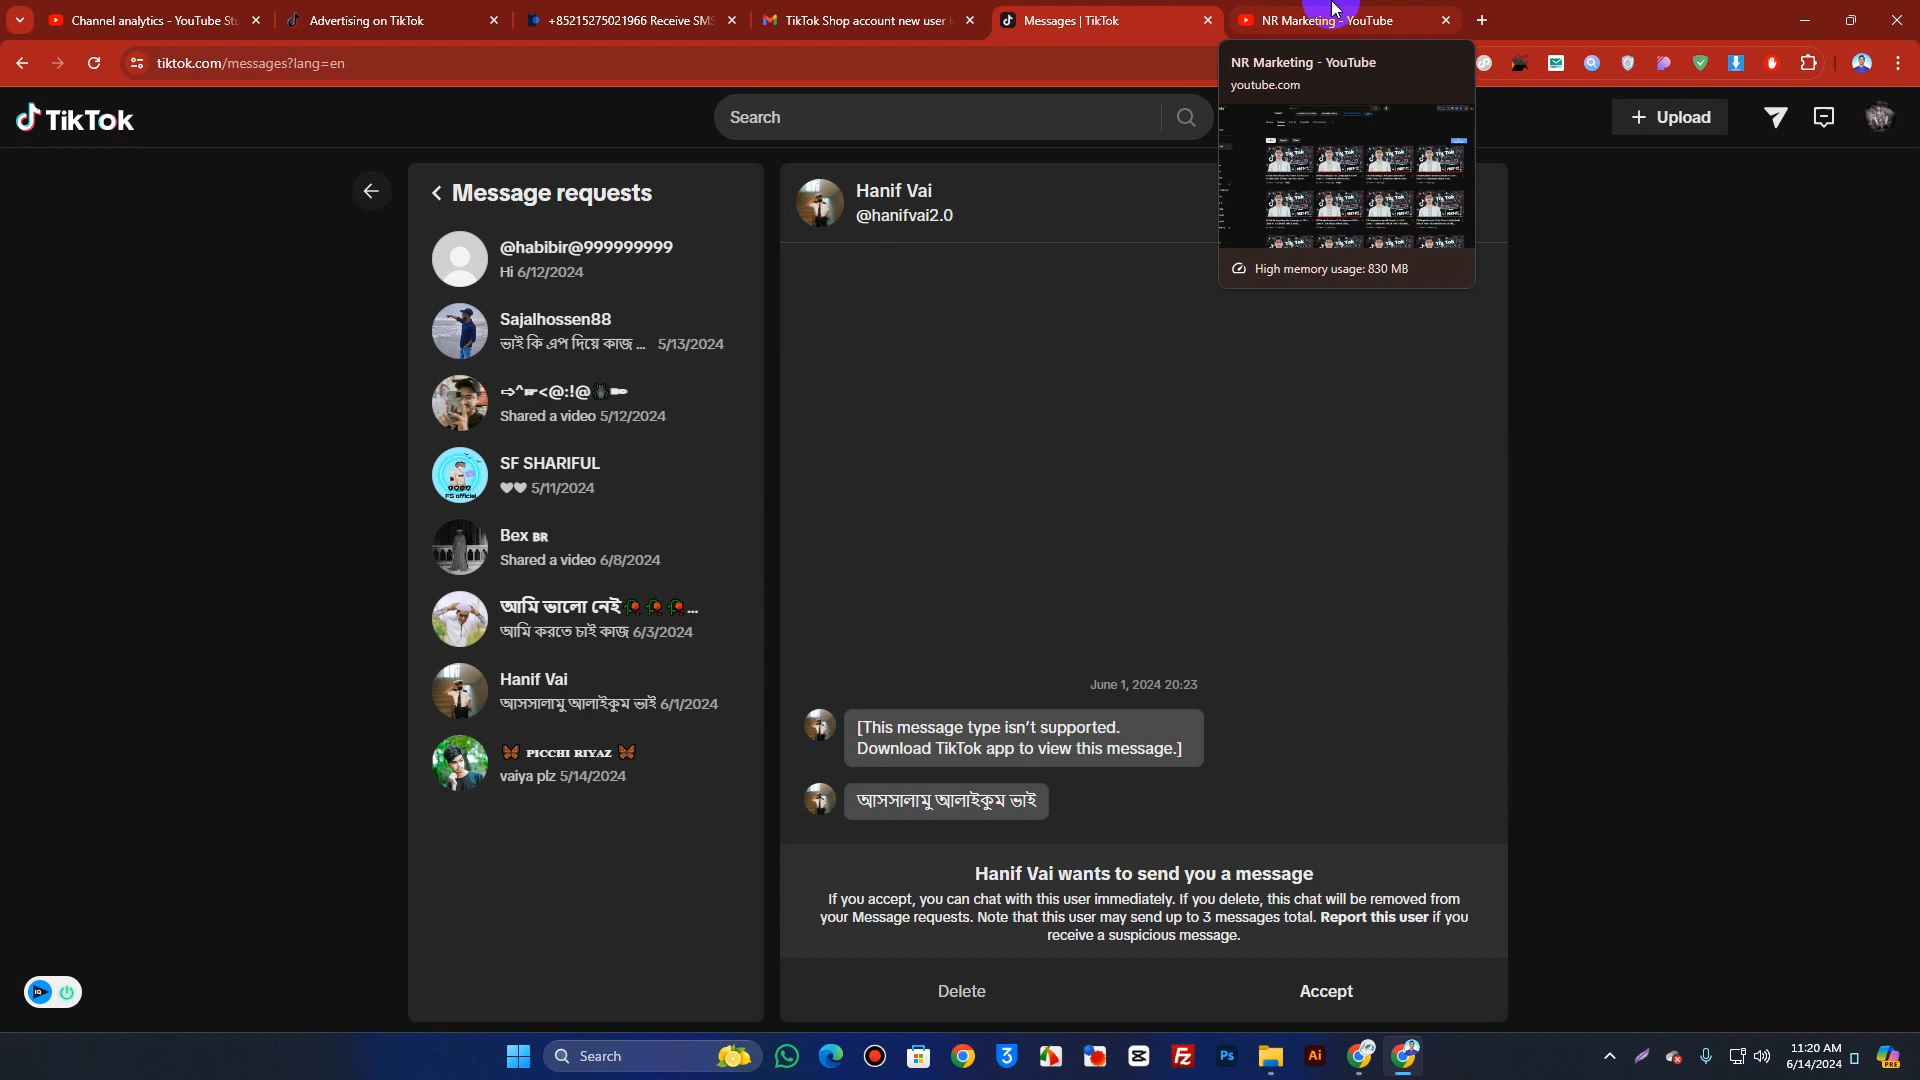 Channel analytics - YouTube Stu
Advertising on TikTok
+85215275021966 Receive SMS
TikTok Shop account new user
Messages | TikTok
NR Marketing - YouTube
tiktok.com/messages?lang=en
NR Marketing - YouTube
youtube.com
High memory usage: 830 MB
TikTok
Search
Upload
Message requests
@habibir@999999999
Hi 6/12/2024
Sajalhossen88
ভাই কি এপ দিয়ে কাজ ... 5/13/2024
➪^☛<@:!@🕷✒
Shared a video 5/12/2024
SF SHARIFUL
🖤🖤 5/11/2024
Bex ʙʀ
Shared a video 6/8/2024
আমি ভালো নেই🥀🥀🥀...
আমি করতে চাই কাজ 6/3/2024
Hanif Vai
আসসালামু আলাইকুম ভাই 6/1/2024
🦋 ᴘɪᴄᴄʜɪ ʀɪʏᴀᴢ 🦋
vaiya plz 5/14/2024
Hanif Vai
@hanifvai2.0
June 1, 2024 20:23
[This message type isn’t supported.
Download TikTok app to view this message.]
আসসালামু আলাইকুম ভাই
Hanif Vai wants to send you a message
If you accept, you can chat with this user immediately. If you delete, this chat will be removed from
your Message requests. Note that this user may send up to 3 messages total. Report this user if you
receive a suspicious message.
Delete
Accept
Search
11:20 AM
6/14/2024